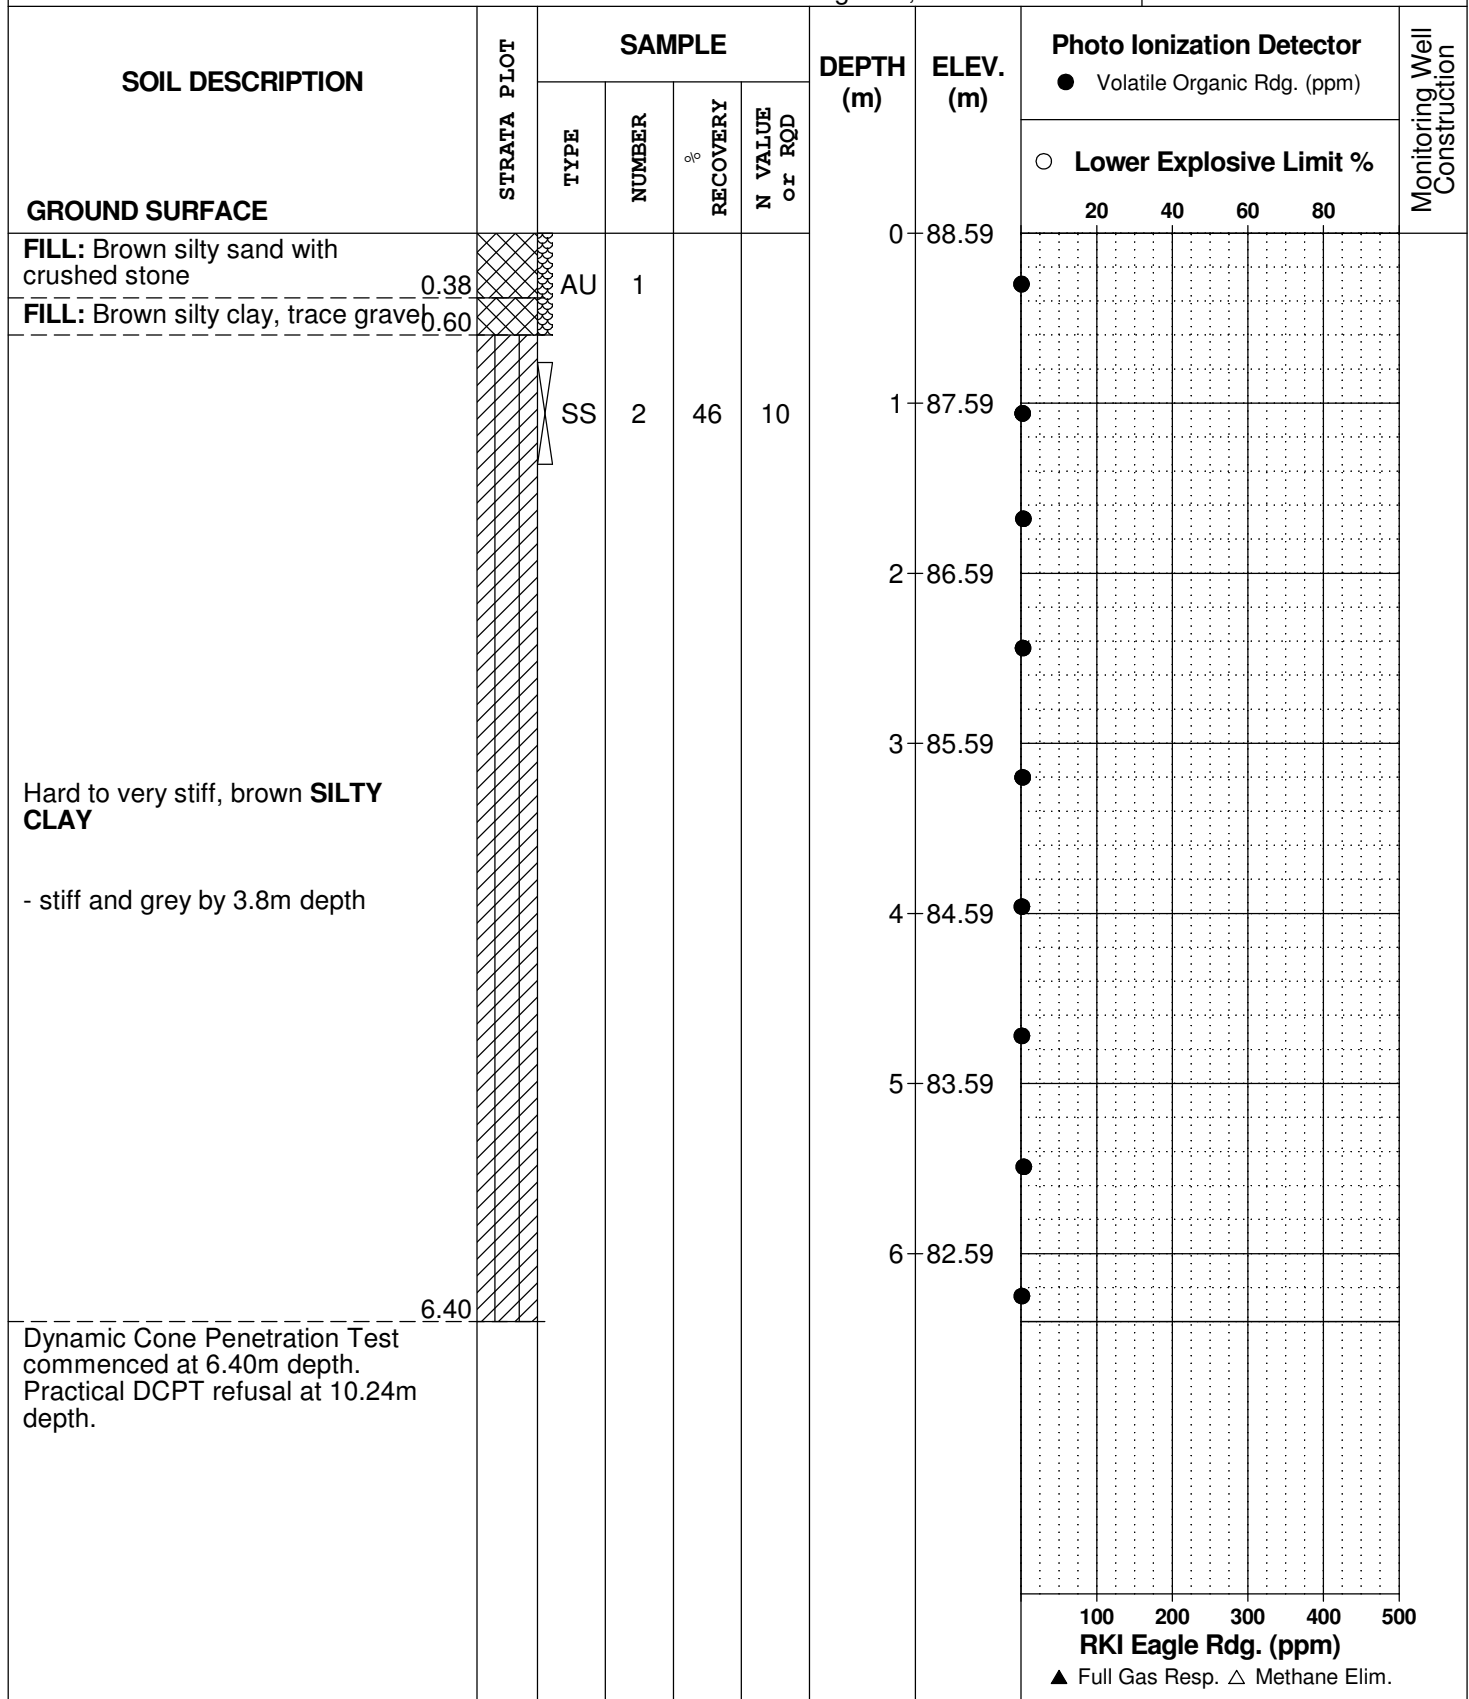 SOIL DESCRIPTION
GROUND SURFACE
STRATA PLOT
SAMPLE
TYPE
NUMBER
%
RECOVERY
N VALUE
or RQD
DEPTH
(m)
ELEV.
(m)
Photo Ionization Detector
● Volatile Organic Rdg. (ppm)
○ Lower Explosive Limit %
20 40 60 80
Monitoring Well
Construction
0 88.59
FILL: Brown silty sand with
crushed stone 0.38
AU 1
FILL: Brown silty clay, trace gravel 0.60
SS 2 46 10
1 87.59
2 86.59
3 85.59
Hard to very stiff, brown SILTY
CLAY
- stiff and grey by 3.8m depth
4 84.59
5 83.59
6 82.59
6.40
Dynamic Cone Penetration Test
commenced at 6.40m depth.
Practical DCPT refusal at 10.24m
depth.
100 200 300 400 500
RKI Eagle Rdg. (ppm)
▲ Full Gas Resp. △ Methane Elim.